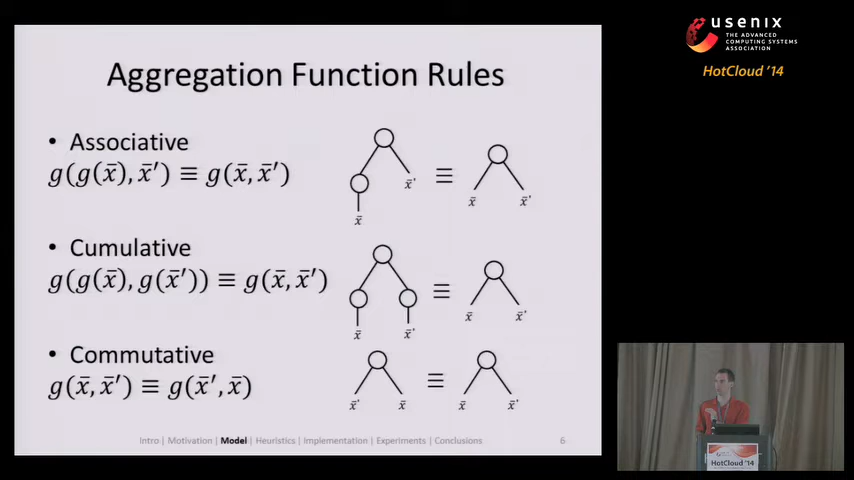 usenix
THE ADVANCED
COMPUTING SYSTEMS
ASSOCIATION
HotCloud '14
Aggregation Function Rules
• Associative
g(g(x̄), x̄′) ≡ g(x̄, x̄′)
x̄' ≡ x̄ x̄'
x̄
• Cumulative
g(g(x̄), g(x̄′)) ≡ g(x̄, x̄′)
≡ x̄ x̄'
x̄ x̄'
• Commutative
g(x̄, x̄′) ≡ g(x̄′, x̄)
x̄' x̄ ≡ x̄ x̄'
Intro | Motivation | Model | Heuristics | Implementation | Experiments | Conclusions 6
HotCloud '14